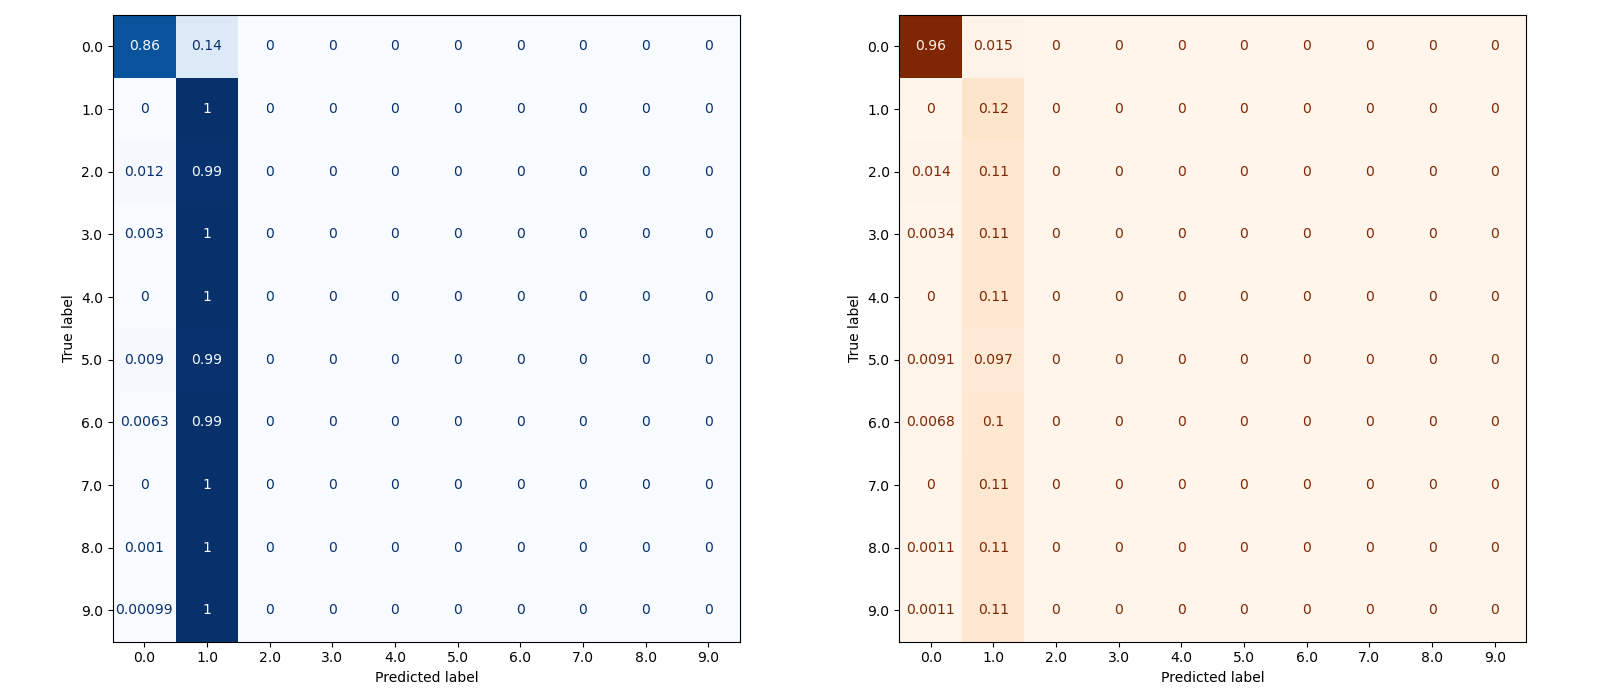 0.0 0.86 0.14 0 0 0 0 0 0 0 0
1.0 0 1 0 0 0 0 0 0 0 0
2.0 0.012 0.99 0 0 0 0 0 0 0 0
3.0 0.003 1 0 0 0 0 0 0 0 0
4.0 0 1 0 0 0 0 0 0 0 0
5.0 0.009 0.99 0 0 0 0 0 0 0 0
6.0 0.0063 0.99 0 0 0 0 0 0 0 0
7.0 0 1 0 0 0 0 0 0 0 0
8.0 0.001 1 0 0 0 0 0 0 0 0
9.0 0.00099 1 0 0 0 0 0 0 0 0
0.0 1.0 2.0 3.0 4.0 5.0 6.0 7.0 8.0 9.0
True label
Predicted label
0.0 0.96 0.015 0 0 0 0 0 0 0 0
1.0 0 0.12 0 0 0 0 0 0 0 0
2.0 0.014 0.11 0 0 0 0 0 0 0 0
3.0 0.0034 0.11 0 0 0 0 0 0 0 0
4.0 0 0.11 0 0 0 0 0 0 0 0
5.0 0.0091 0.097 0 0 0 0 0 0 0 0
6.0 0.0068 0.1 0 0 0 0 0 0 0 0
7.0 0 0.11 0 0 0 0 0 0 0 0
8.0 0.0011 0.11 0 0 0 0 0 0 0 0
9.0 0.0011 0.11 0 0 0 0 0 0 0 0
0.0 1.0 2.0 3.0 4.0 5.0 6.0 7.0 8.0 9.0
True label
Predicted label